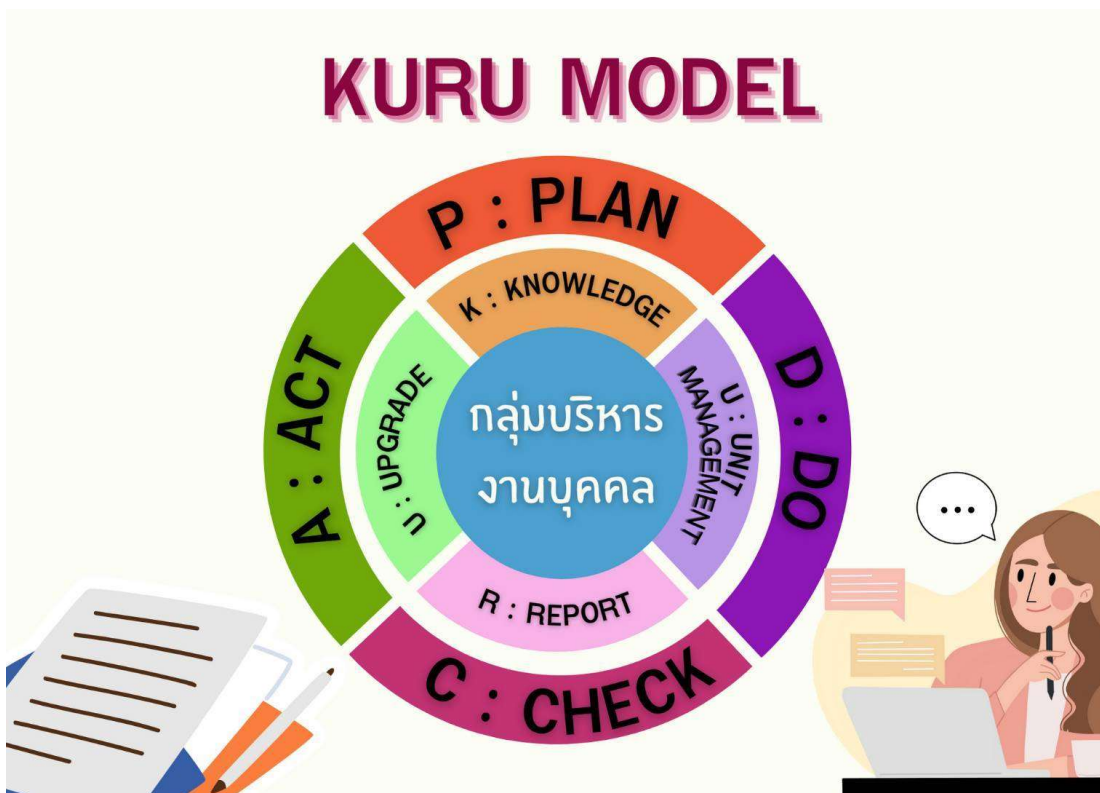 KURU MODEL
P : PLAN
K : KNOWLEDGE
A : ACT
U : UPGRADE
กลุ่มบริหาร
งานบุคคล
U : UNIT
MANAGEMENT
D : DO
R : REPORT
C : CHECK